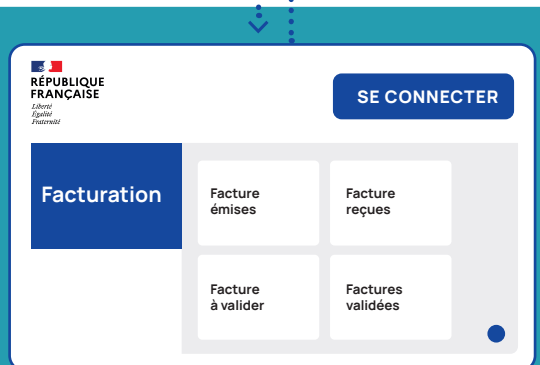 RÉPUBLIQUE
FRANÇAISE
Liberté
Égalité
Fraternité
SE CONNECTER
Facturation
Facture
émises
Facture
reçues
Facture
à valider
Factures
validées